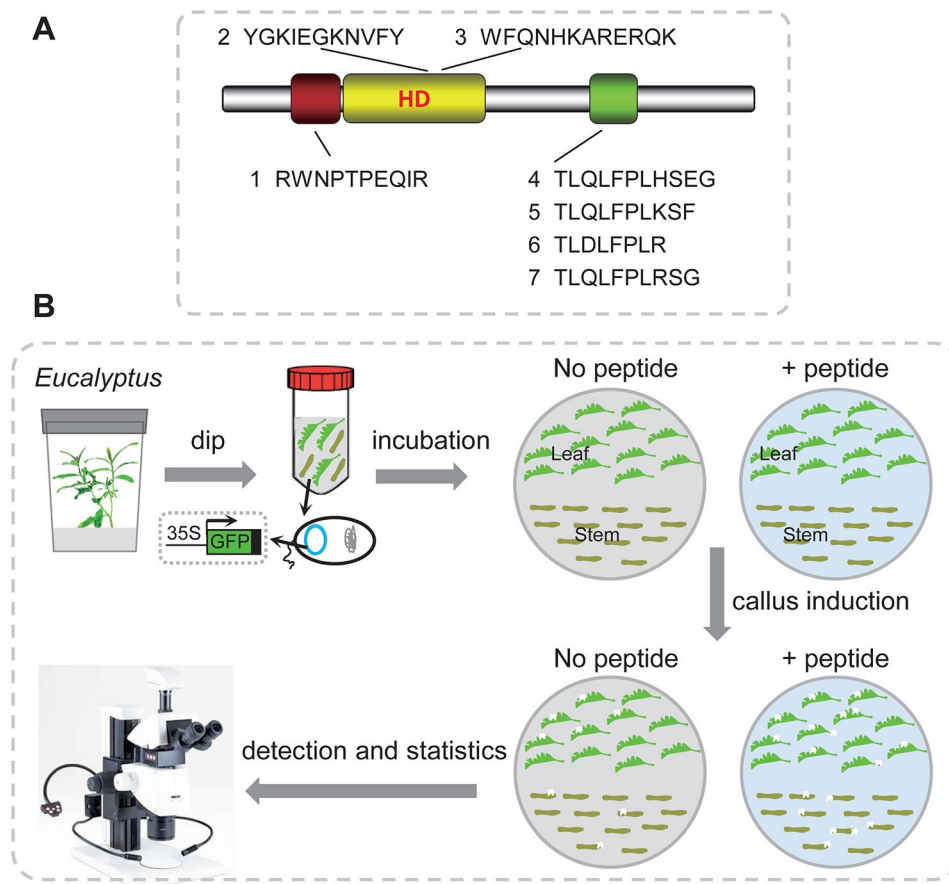 A
2 YGKIEGKNVFY
3 WFQNHKARERQK
HD
1 RWNPTPEQIR
4 TLQLFPLHSEG
5 TLQLFPLKSF
6 TLDLFPLR
7 TLQLFPLRSG
B
Eucalyptus
dip
incubation
35S
GFP
No peptide
+ peptide
Leaf
Stem
Leaf
Stem
callus induction
No peptide
+ peptide
detection and statistics